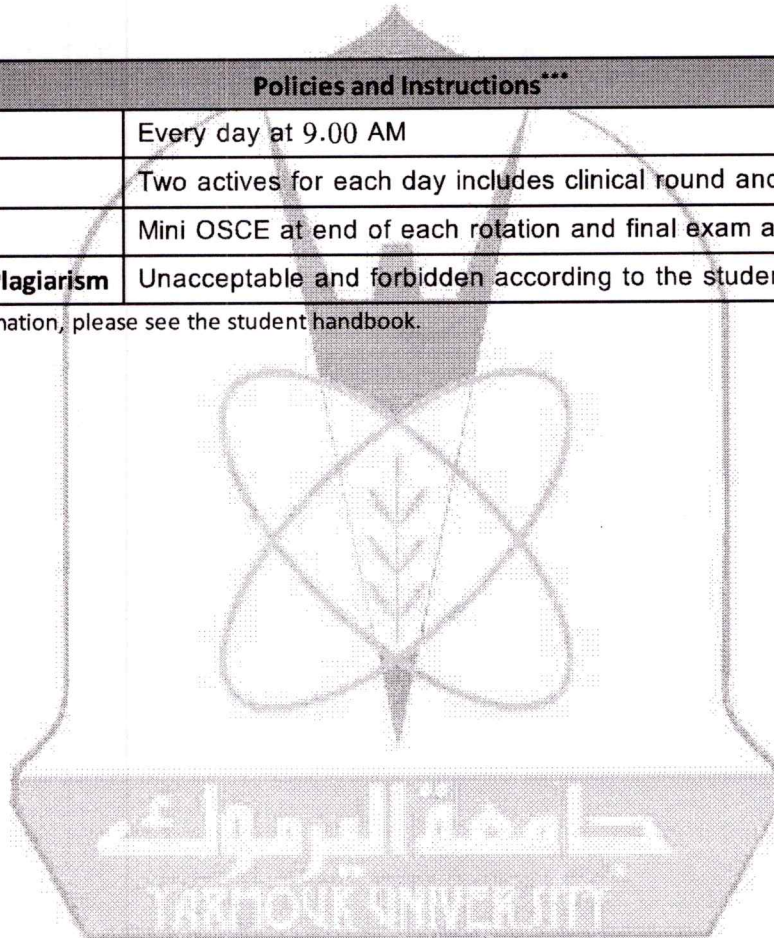 Policies and Instructions***
Every day at 9.00 AM
Two actives for each day includes clinical round and
Mini OSCE at end of each rotation and final exam a
Plagiarism Unacceptable and forbidden according to the studen
nation, please see the student handbook.
جامعة اليرموك
YARMOUK UNIVERSITY